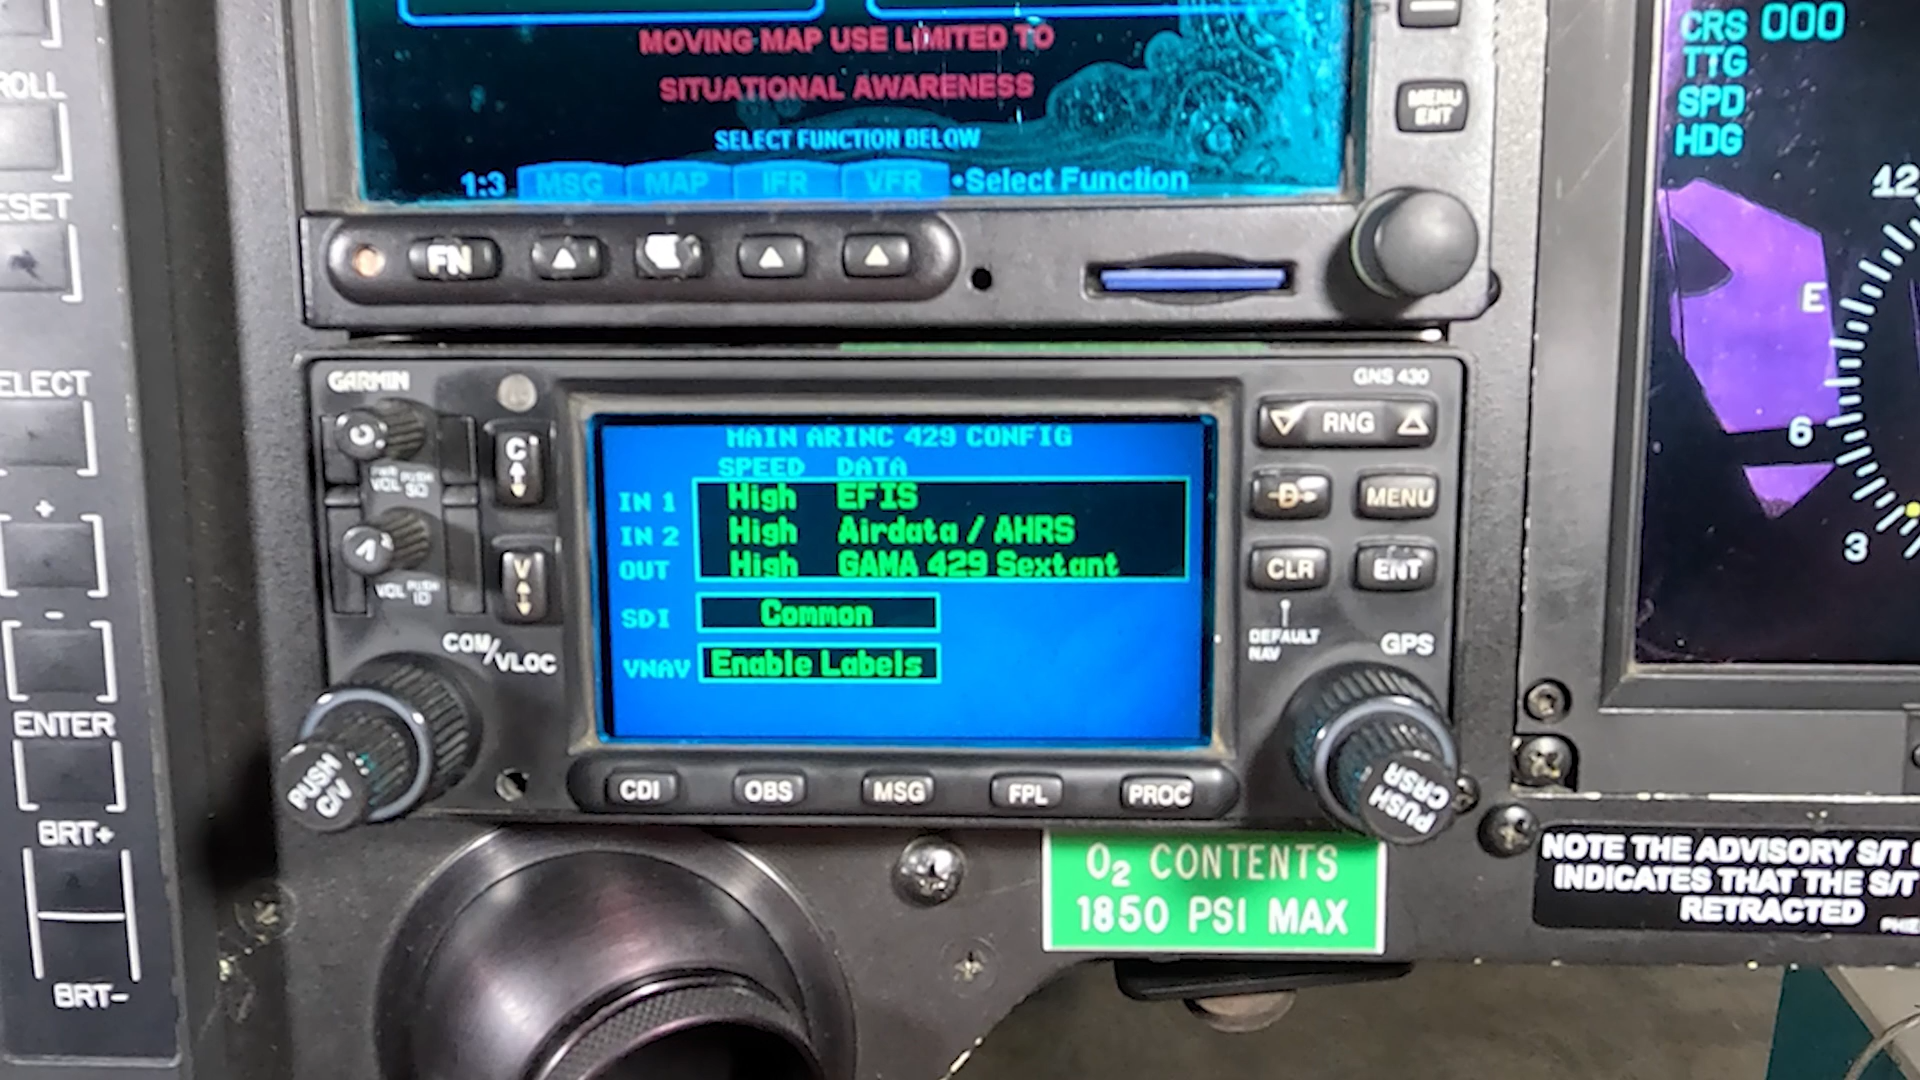 MOVING MAP USE LIMITED TO
SITUATIONAL AWARENESS
SELECT FUNCTION BELOW
1:3 MSG MAP IFR VFR •Select Function
FN
MENU
ENT
CRS 000
TTG
SPD
HDG
12
E
6
3
ROLL
ESET
ELECT
+
-
ENTER
BRT+
BRT-
GARMIN
GNS 430
C
V
VOL PUSH SQ
VOL PUSH ID
COM/VLOC
PUSH
C/V
MAIN ARINC 429 CONFIG
SPEED DATA
IN 1 High EFIS
IN 2 High Airdata / AHRS
OUT High GAMA 429 Sextant
SDI Common
VNAV Enable Labels
RNG
D
MENU
CLR
ENT
DEFAULT
NAV
GPS
PUSH
CRSR
CDI OBS MSG FPL PROC
O2 CONTENTS
1850 PSI MAX
NOTE THE ADVISORY S/T
INDICATES THAT THE S/T
RETRACTED